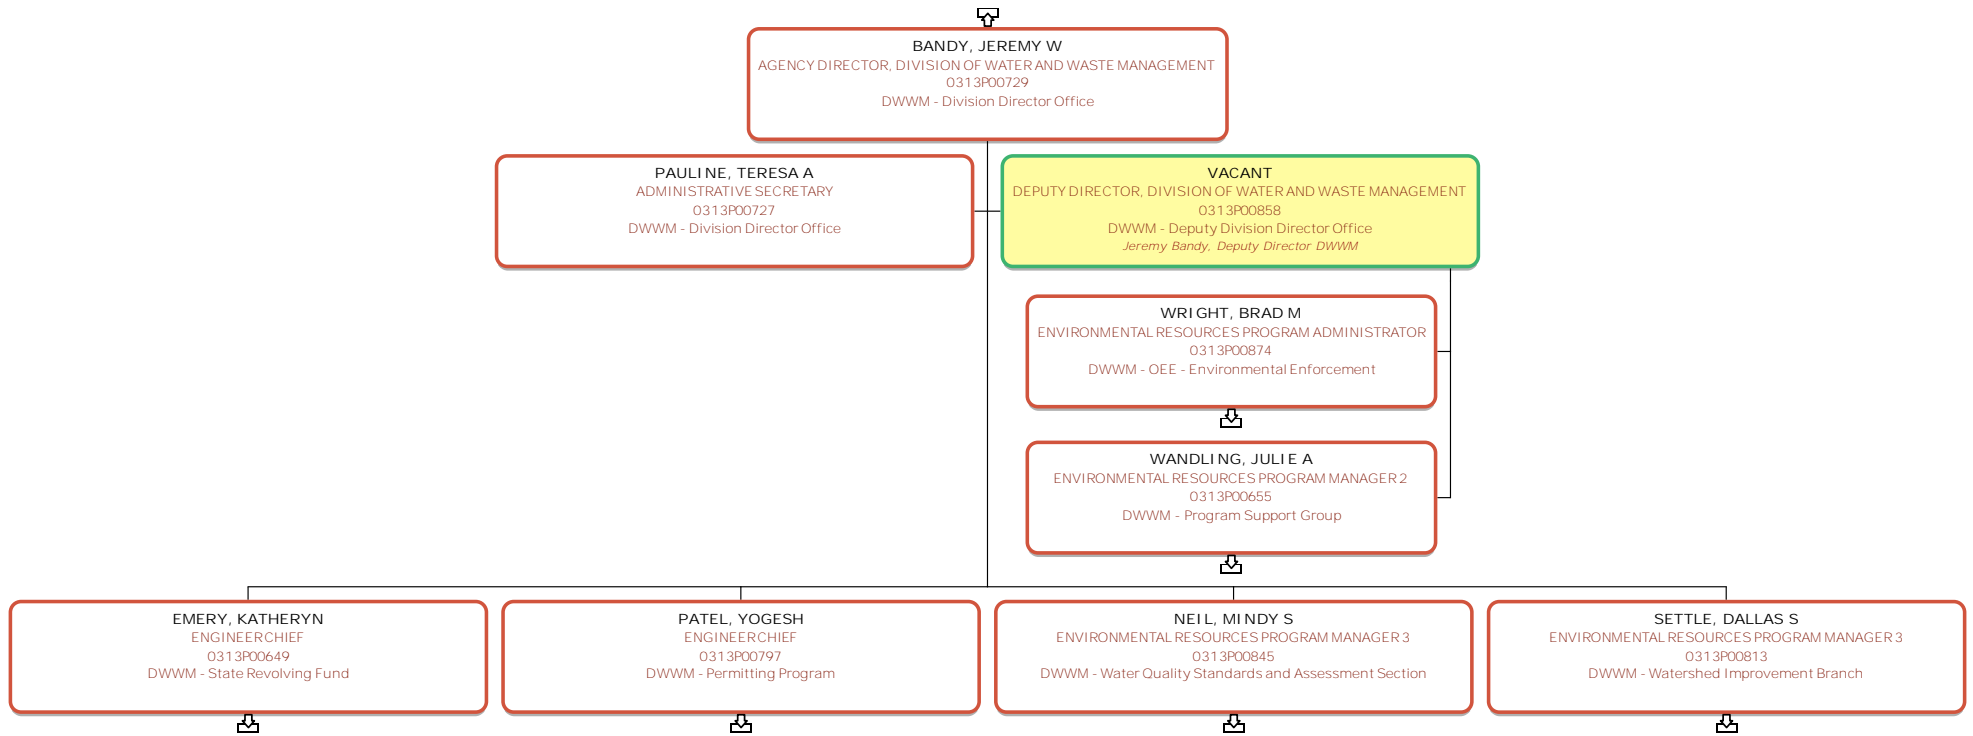 BANDY, JEREMY W
AGENCY DIRECTOR, DIVISION OF WATER AND WASTE MANAGEMENT
0313P00729
DWWM - Division Director Office
PAULINE, TERESA A
ADMINISTRATIVE SECRETARY
0313P00727
DWWM - Division Director Office
VACANT
DEPUTY DIRECTOR, DIVISION OF WATER AND WASTE MANAGEMENT
0313P00858
DWWM - Deputy Division Director Office
Jeremy Bandy, Deputy Director DWWM
WRIGHT, BRAD M
ENVIRONMENTAL RESOURCES PROGRAM ADMINISTRATOR
0313P00874
DWWM - OEE - Environmental Enforcement
WANDLING, JULIE A
ENVIRONMENTAL RESOURCES PROGRAM MANAGER 2
0313P00655
DWWM - Program Support Group
EMERY, KATHERYN
ENGINEER CHIEF
0313P00649
DWWM - State Revolving Fund
PATEL, YOGESH
ENGINEER CHIEF
0313P00797
DWWM - Permitting Program
NEIL, MINDY S
ENVIRONMENTAL RESOURCES PROGRAM MANAGER 3
0313P00845
DWWM - Water Quality Standards and Assessment Section
SETTLE, DALLAS S
ENVIRONMENTAL RESOURCES PROGRAM MANAGER 3
0313P00813
DWWM - Watershed Improvement Branch